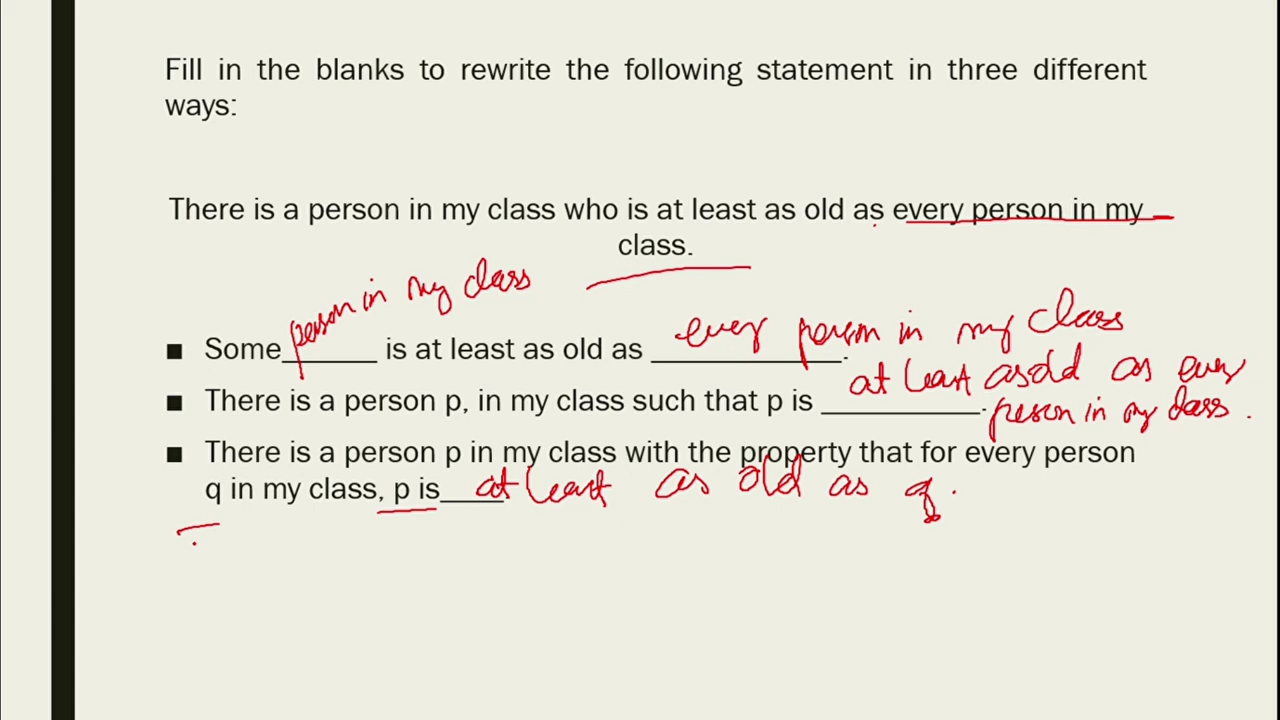 Fill in the blanks to rewrite the following statement in three different
ways:
There is a person in my class who is at least as old as every person in my
class.
person in my class
every person in my class
■ Some______ is at least as old as ____________.
at least as old as every
■ There is a person p, in my class such that p is __________.
person in my class.
■ There is a person p in my class with the property that for every person
q in my class, p is____. at least as old as q.